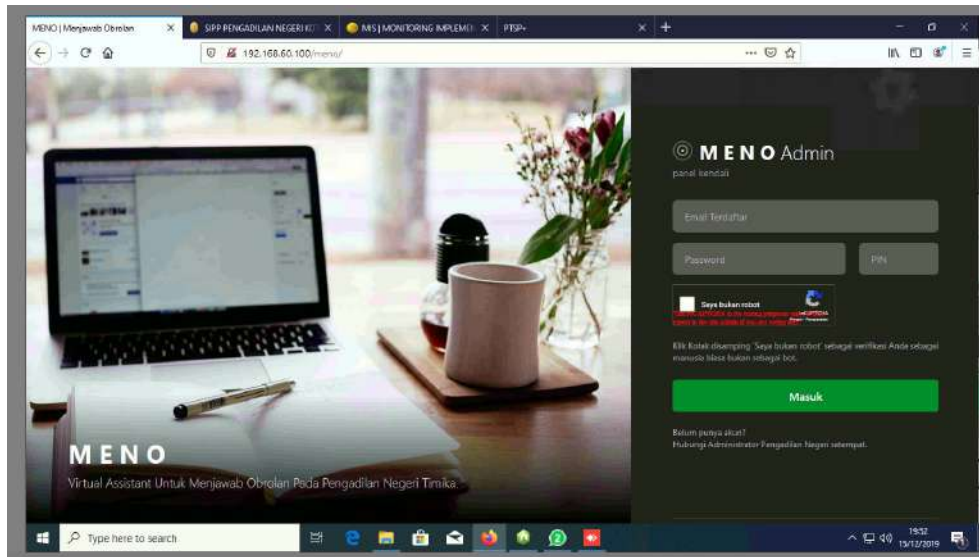 MENO | Menjawab Obrolan
SIPP PENGADILAN NEGERI KO
MIS | MONITORING IMPLEMEN
PTSP+
192.168.60.100/meno/
MENO Admin
panel kendali
Email Terdaftar
Password
PIN
Saya bukan robot
Klik Kotak disamping 'Saya bukan robot' sebagai verifikasi Anda sebagai
manusia biasa bukan sebagai bot.
Masuk
Belum punya akun?
Hubungi Administrator Pengadilan Negeri setempat.
MENO
Virtual Assistant Untuk Menjawab Obrolan Pada Pengadilan Negeri Timika.
Type here to search
19:52
15/12/2019